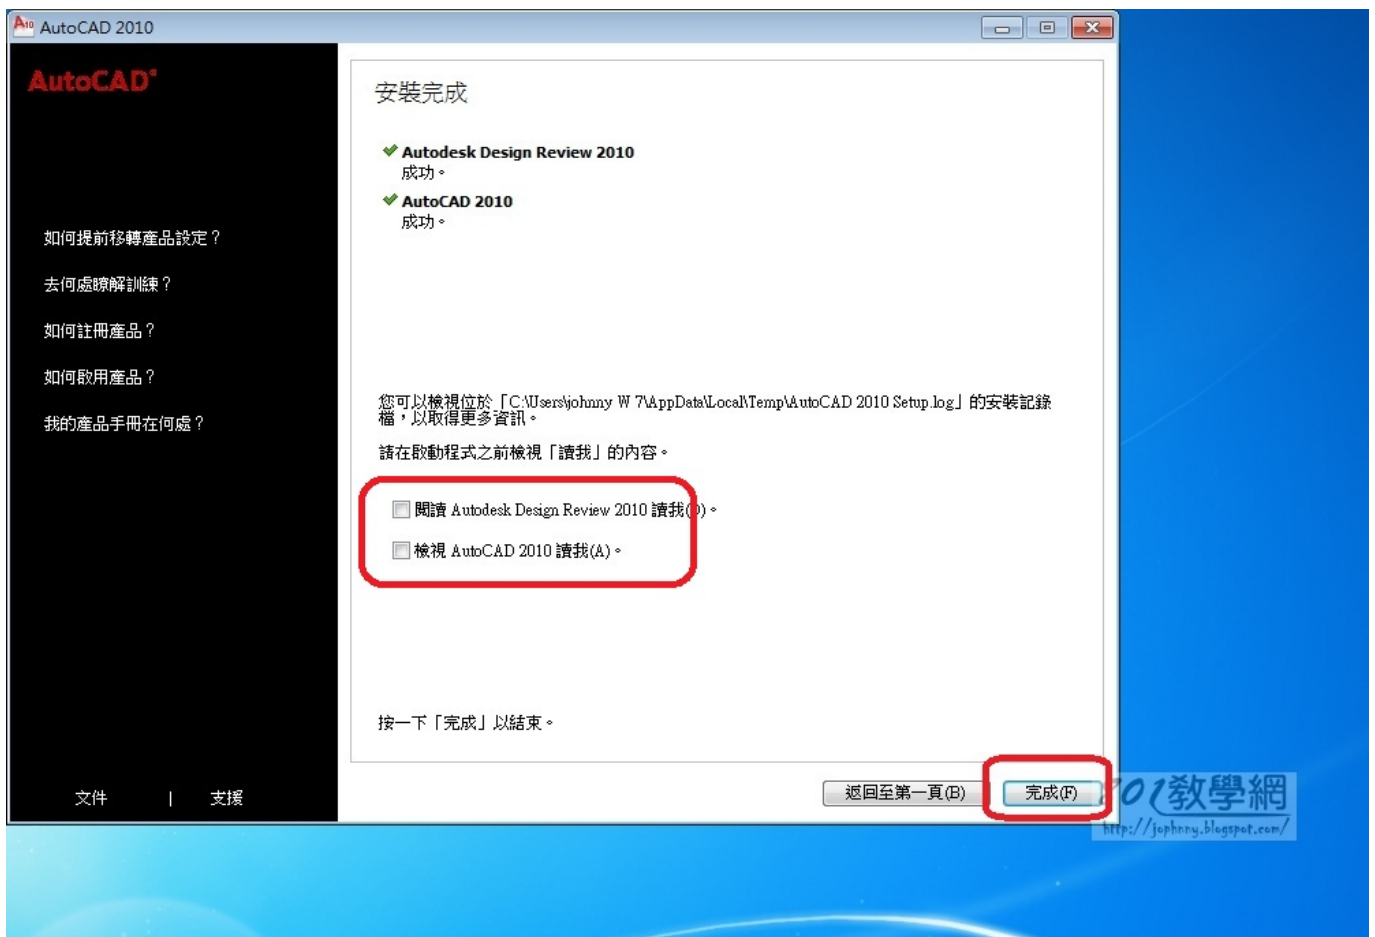 AutoCAD 2010
AutoCAD
如何提前移轉產品設定？
去何處瞭解訓練？
如何註冊產品？
如何啟用產品？
我的產品手冊在何處？
文件 | 支援
安裝完成
Autodesk Design Review 2010
成功。
AutoCAD 2010
成功。
您可以檢視位於「C:\Users\johnny W 7\AppData\Local\Temp\AutoCAD 2010 Setup.log」的安裝記錄
檔，以取得更多資訊。
請在啟動程式之前檢視「讀我」的內容。
閱讀 Autodesk Design Review 2010 讀我(D)。
檢視 AutoCAD 2010 讀我(A)。
按一下「完成」以結束。
返回至第一頁(B) 完成(F)
教學網
http://jophnny.blogspot.com/